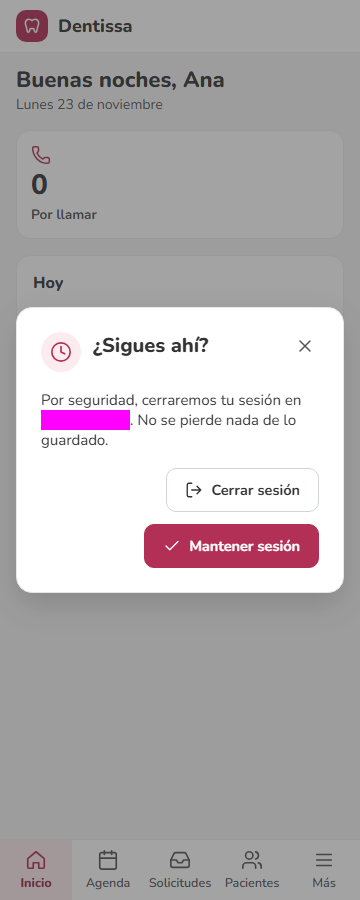 Dentissa
Buenas noches, Ana
Lunes 23 de noviembre
0
Por llamar
Hoy
¿Sigues ahí?
Por seguridad, cerraremos tu sesión en
. No se pierde nada de lo
guardado.
Cerrar sesión
Mantener sesión
Inicio
Agenda
Solicitudes
Pacientes
Más